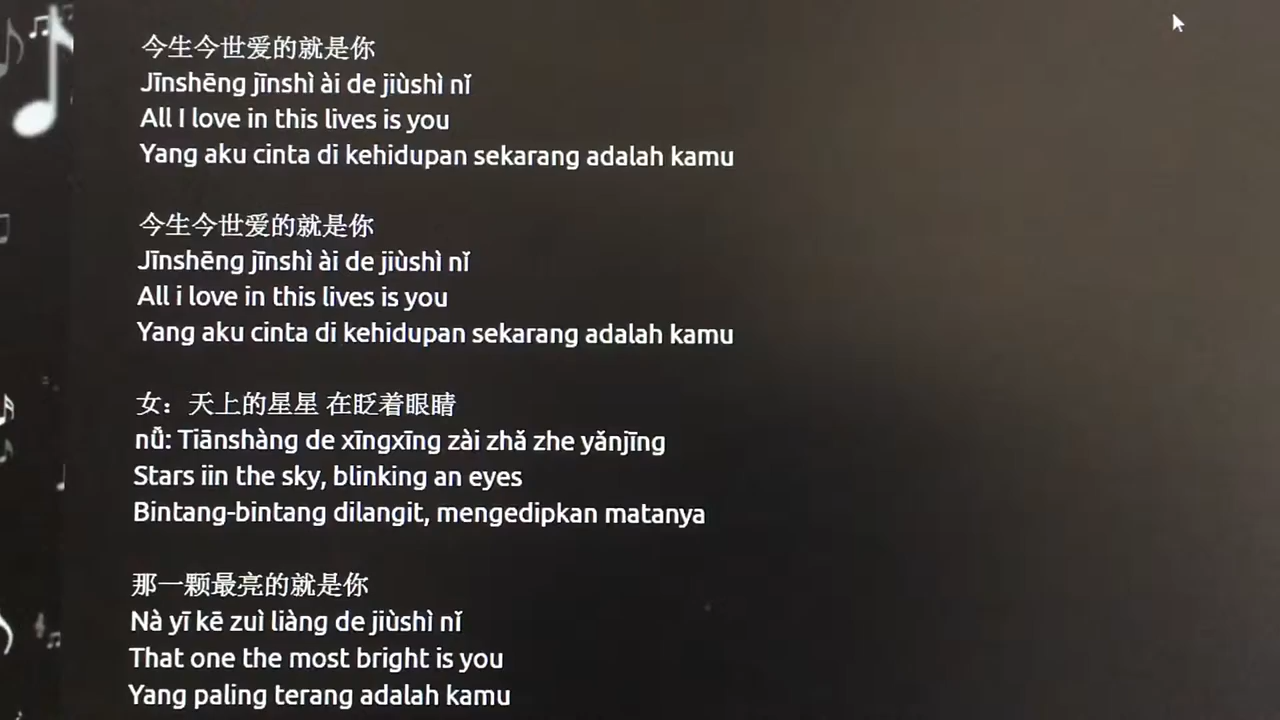 今生今世爱的就是你
Jīnshēng jīnshì ài de jiùshì nǐ
All I love in this lives is you
Yang aku cinta di kehidupan sekarang adalah kamu
今生今世爱的就是你
Jīnshēng jīnshì ài de jiùshì nǐ
All i love in this lives is you
Yang aku cinta di kehidupan sekarang adalah kamu
女：天上的星星 在眨着眼睛
nǚ: Tiānshàng de xīngxīng zài zhǎ zhe yǎnjīng
Stars iin the sky, blinking an eyes
Bintang-bintang dilangit, mengedipkan matanya
那一颗最亮的就是你
Nà yī kē zuì liàng de jiùshì nǐ
That one the most bright is you
Yang paling terang adalah kamu